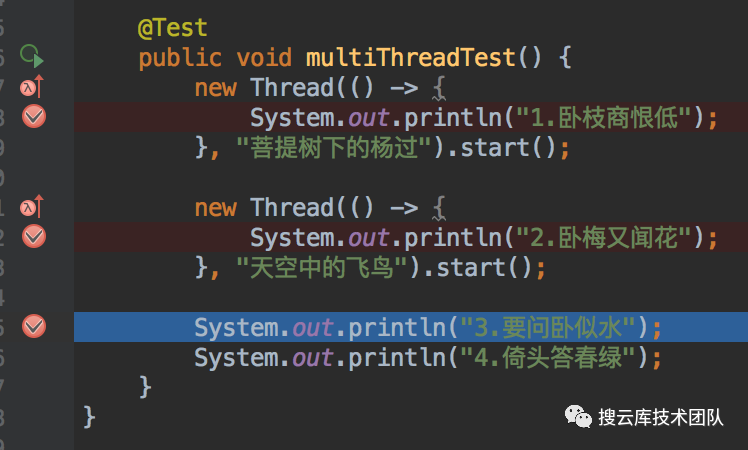 @Test
public void multiThreadTest() {
new Thread(() -> {
System.out.println("1.卧枝商恨低");
}, "菩提树下的杨过").start();
new Thread(() -> {
System.out.println("2.卧梅又闻花");
}, "天空中的飞鸟").start();
System.out.println("3.要问卧似水");
System.out.println("4.倚头答春绿");
}
}
搜云库技术团队